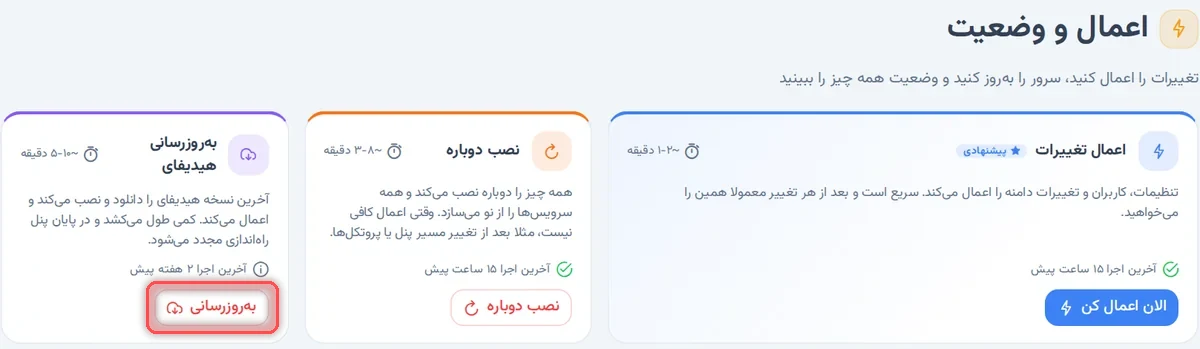 اعمال و وضعیت
تغییرات را اعمال کنید، سرور را به‌روز کنید و وضعیت همه چیز را ببینید
اعمال تغییرات
پیشنهادی
~۱-۲ دقیقه
تنظیمات، کاربران و تغییرات دامنه را اعمال می‌کند. سریع است و بعد از هر تغییر معمولا همین را
می‌خواهید.
آخرین اجرا ۱۵ ساعت پیش
الان اعمال کن
نصب دوباره
~۳-۸ دقیقه
همه چیز را دوباره نصب می‌کند و همه
سرویس‌ها را از نو می‌سازد. وقتی اعمال کافی
نیست، مثلا بعد از تغییر مسیر پنل یا پروتکل‌ها.
آخرین اجرا ۱۵ ساعت پیش
نصب دوباره
به‌روزرسانی
هیدیفای
~۵-۱۰ دقیقه
آخرین نسخه هیدیفای را دانلود و نصب می‌کند و
اعمال می‌کند. کمی طول می‌کشد و در پایان پنل
راه‌اندازی مجدد می‌شود.
آخرین اجرا ۲ هفته پیش
به‌روزرسانی